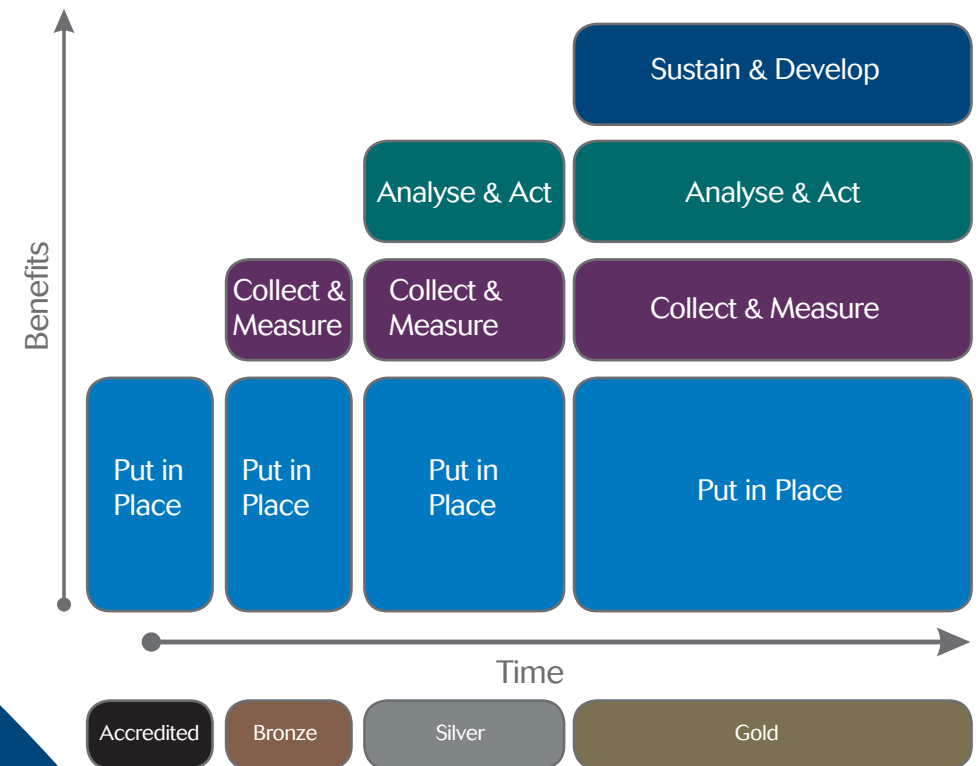 Benefits
Sustain & Develop
Analyse & Act
Analyse & Act
Collect &
Measure
Collect &
Measure
Collect & Measure
Put in
Place
Put in
Place
Put in
Place
Put in Place
Time
Accredited
Bronze
Silver
Gold